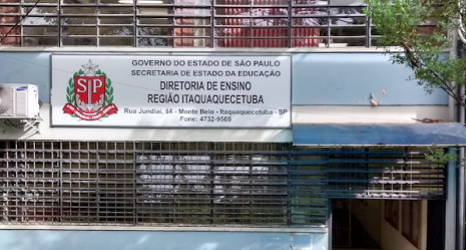 GOVERNO DO ESTADO DE SÃO PAULO
SECRETARIA DE ESTADO DA EDUCAÇÃO
DIRETORIA DE ENSINO
REGIÃO ITAQUAQUECETUBA
Rua Jundiaí, 84 - Monte Belo - Itaquaquecetuba - SP
Fone: 4732-9560
SP